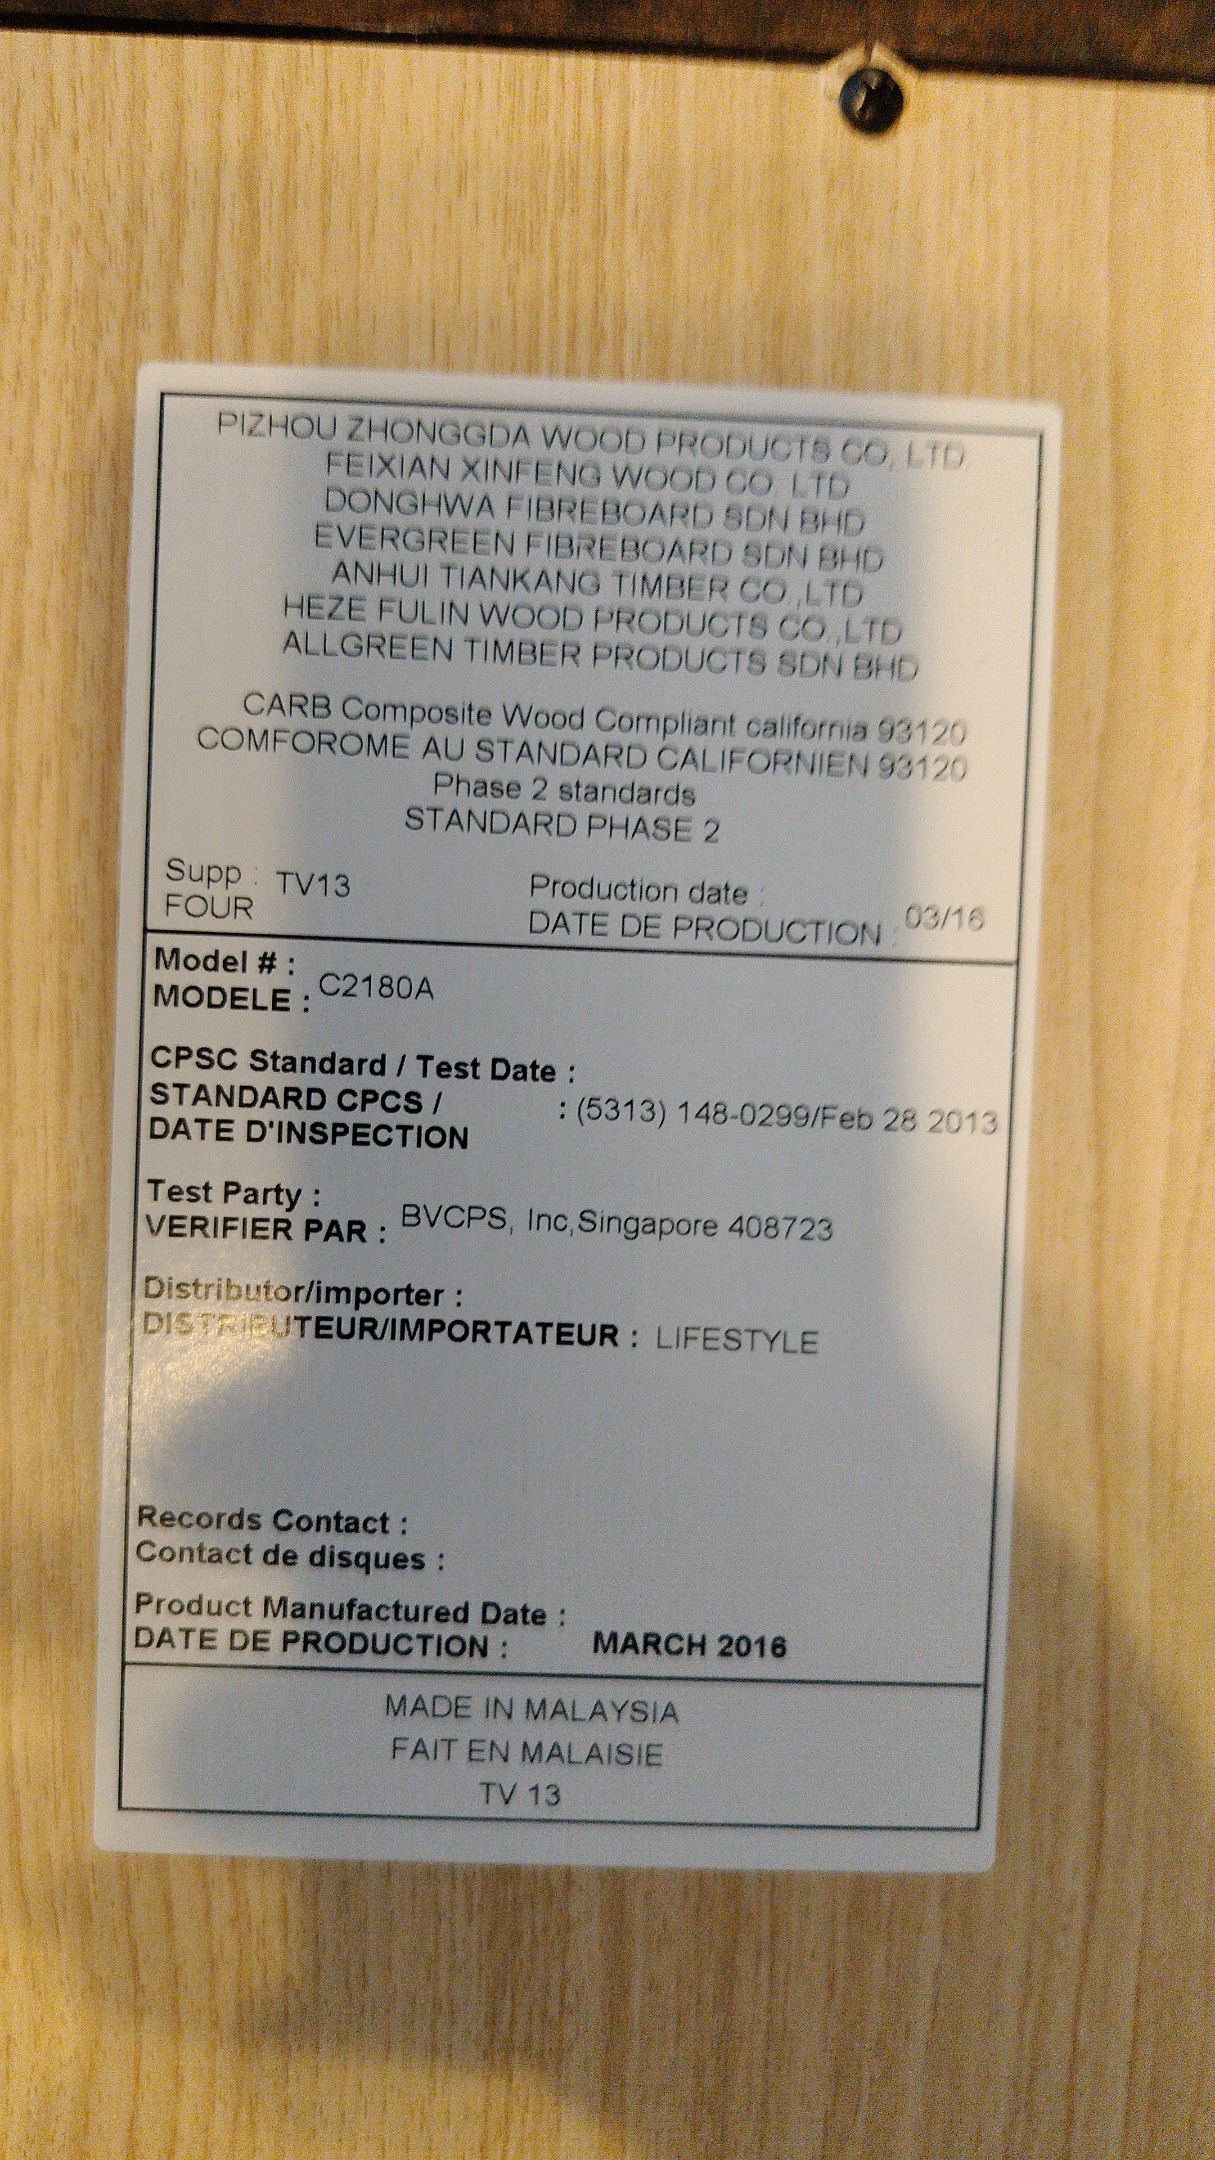 PIZHOU ZHONGGDA WOOD PRODUCTS CO, LTD.
FEIXIAN XINFENG WOOD CO. LTD
DONGHWA FIBREBOARD SDN BHD
EVERGREEN FIBREBOARD SDN BHD
ANHUI TIANKANG TIMBER CO.,LTD
HEZE FULIN WOOD PRODUCTS CO.,LTD
ALLGREEN TIMBER PRODUCTS SDN BHD
CARB Composite Wood Compliant california 93120
COMFOROME AU STANDARD CALIFORNIEN 93120
Phase 2 standards
STANDARD PHASE 2
Supp : TV13 Production date :
FOUR DATE DE PRODUCTION : 03/16
Model # :
MODELE : C2180A
CPSC Standard / Test Date :
STANDARD CPCS / : (5313) 148-0299/Feb 28 2013
DATE D'INSPECTION
Test Party :
VERIFIER PAR : BVCPS, Inc,Singapore 408723
Distributor/importer :
DISTRIBUTEUR/IMPORTATEUR : LIFESTYLE
Records Contact :
Contact de disques :
Product Manufactured Date :
DATE DE PRODUCTION : MARCH 2016
MADE IN MALAYSIA
FAIT EN MALAISIE
TV 13